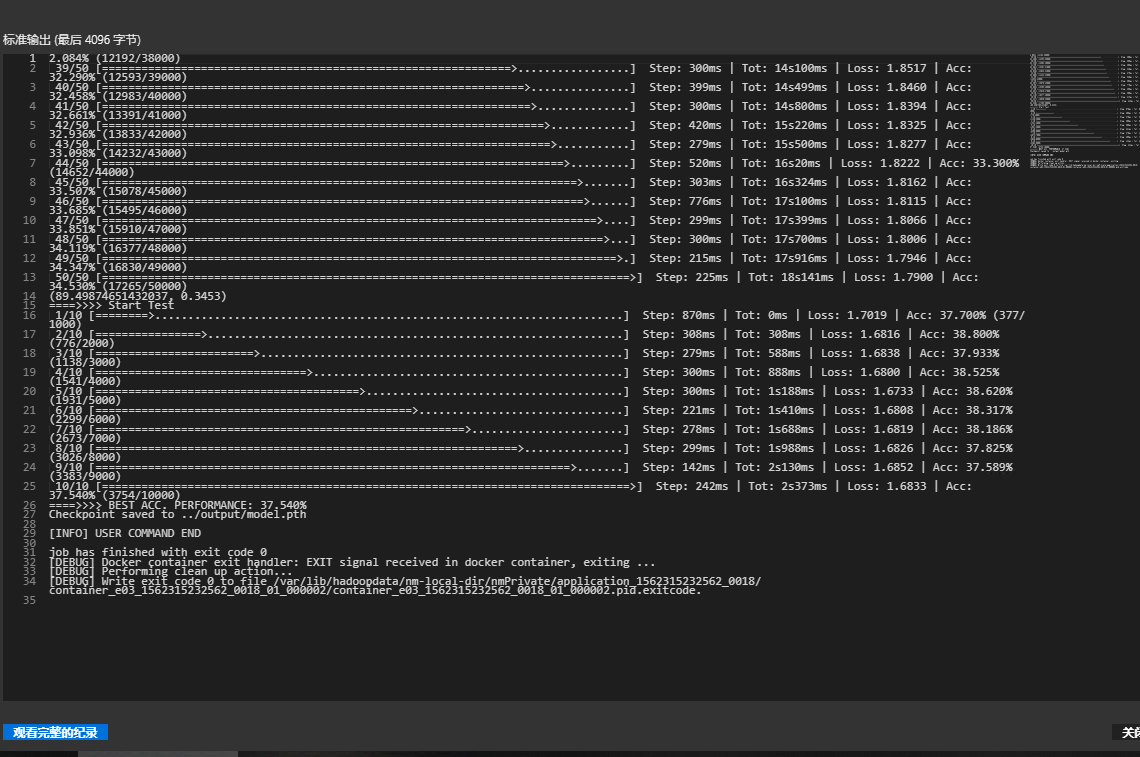 标准输出 (最后 4096 字节)
1 2.084% (12192/38000)
2 39/50 [==============================================================>.................] Step: 300ms | Tot: 14s100ms | Loss: 1.8517 | Acc:
32.290% (12593/39000)
3 40/50 [================================================================>...............] Step: 399ms | Tot: 14s499ms | Loss: 1.8460 | Acc:
32.458% (12983/40000)
4 41/50 [=================================================================>..............] Step: 300ms | Tot: 14s800ms | Loss: 1.8394 | Acc:
32.661% (13391/41000)
5 42/50 [===================================================================>............] Step: 420ms | Tot: 15s220ms | Loss: 1.8325 | Acc:
32.936% (13833/42000)
6 43/50 [====================================================================>...........] Step: 279ms | Tot: 15s500ms | Loss: 1.8277 | Acc:
33.098% (14232/43000)
7 44/50 [======================================================================>.........] Step: 520ms | Tot: 16s20ms | Loss: 1.8222 | Acc: 33.300%
(14652/44000)
8 45/50 [========================================================================>.......] Step: 303ms | Tot: 16s324ms | Loss: 1.8162 | Acc:
33.507% (15078/45000)
9 46/50 [=========================================================================>......] Step: 776ms | Tot: 17s100ms | Loss: 1.8115 | Acc:
33.685% (15495/46000)
10 47/50 [===========================================================================>....] Step: 299ms | Tot: 17s399ms | Loss: 1.8066 | Acc:
33.851% (15910/47000)
11 48/50 [============================================================================>...] Step: 300ms | Tot: 17s700ms | Loss: 1.8006 | Acc:
34.119% (16377/48000)
12 49/50 [==============================================================================>.] Step: 215ms | Tot: 17s916ms | Loss: 1.7946 | Acc:
34.347% (16830/49000)
13 50/50 [================================================================================>] Step: 225ms | Tot: 18s141ms | Loss: 1.7900 | Acc:
34.530% (17265/50000)
14 (89.49874651432037, 0.3453)
15 ====>>>> Start Test
16 1/10 [========>.......................................................................] Step: 870ms | Tot: 0ms | Loss: 1.7019 | Acc: 37.700% (377/
1000)
17 2/10 [================>...............................................................] Step: 308ms | Tot: 308ms | Loss: 1.6816 | Acc: 38.800%
(776/2000)
18 3/10 [========================>.......................................................] Step: 279ms | Tot: 588ms | Loss: 1.6838 | Acc: 37.933%
(1138/3000)
19 4/10 [================================>...............................................] Step: 300ms | Tot: 888ms | Loss: 1.6800 | Acc: 38.525%
(1541/4000)
20 5/10 [========================================>.......................................] Step: 300ms | Tot: 1s188ms | Loss: 1.6733 | Acc: 38.620%
(1931/5000)
21 6/10 [================================================>...............................] Step: 221ms | Tot: 1s410ms | Loss: 1.6808 | Acc: 38.317%
(2299/6000)
22 7/10 [========================================================>.......................] Step: 278ms | Tot: 1s688ms | Loss: 1.6819 | Acc: 38.186%
(2673/7000)
23 8/10 [================================================================>...............] Step: 299ms | Tot: 1s988ms | Loss: 1.6826 | Acc: 37.825%
(3026/8000)
24 9/10 [========================================================================>.......] Step: 142ms | Tot: 2s130ms | Loss: 1.6852 | Acc: 37.589%
(3383/9000)
25 10/10 [================================================================================>] Step: 242ms | Tot: 2s373ms | Loss: 1.6833 | Acc:
37.540% (3754/10000)
26 ====>>>> BEST ACC. PERFORMANCE: 37.540%
27 Checkpoint saved to ../output/model.pth
28
29 [INFO] USER COMMAND END
30
31 job has finished with exit code 0
32 [DEBUG] Docker container exit handler: EXIT signal received in docker container, exiting ...
33 [DEBUG] Performing clean up action...
34 [DEBUG] Write exit code 0 to file /var/lib/hadoopdata/nm-local-dir/nmPrivate/application_1562315232562_0018/
container_e03_1562315232562_0018_01_000002/container_e03_1562315232562_0018_01_000002.pid.exitcode.
35
观看完整的纪录
关闭